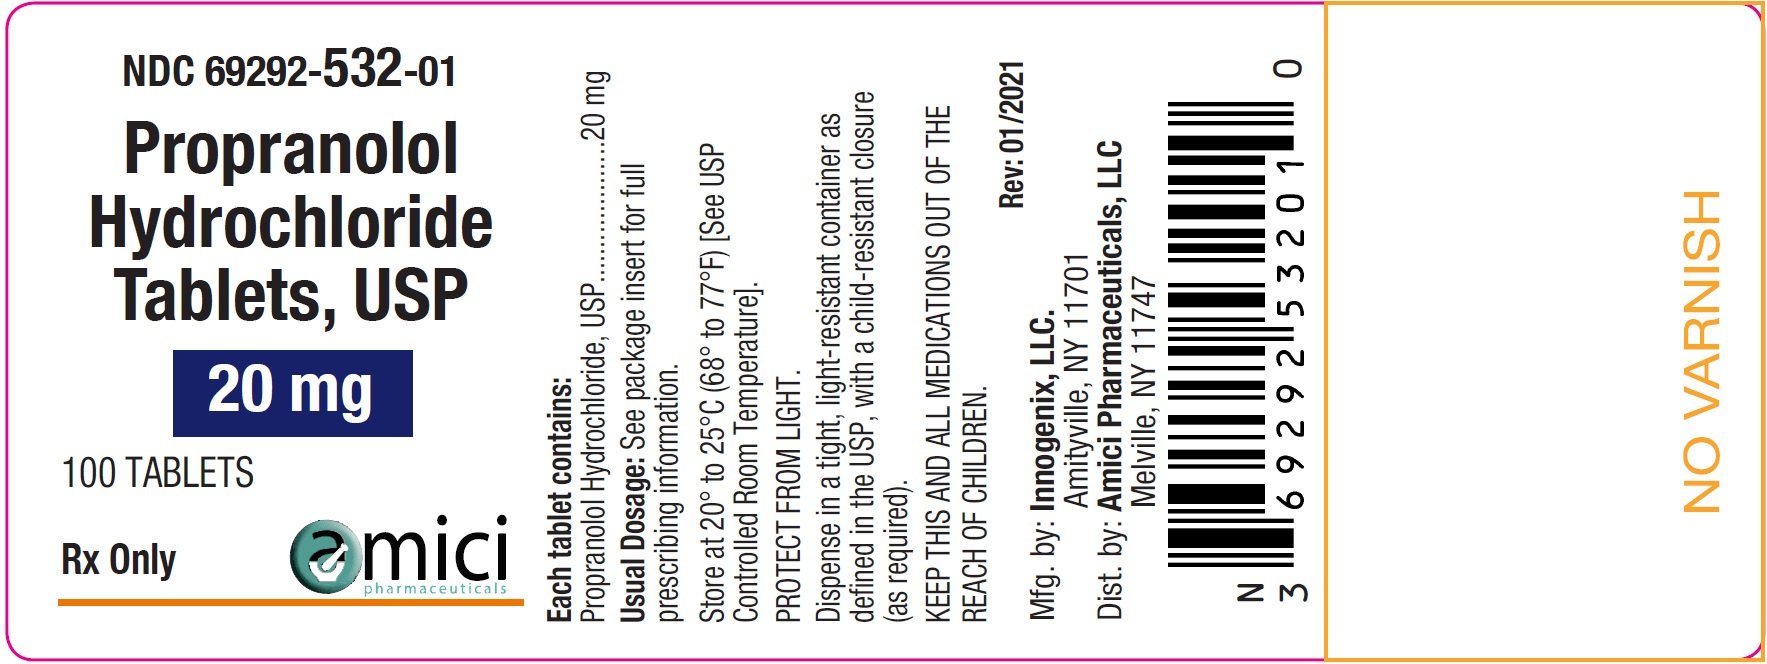 NDC 69292-532-01
Propranolol
Hydrochloride
Tablets, USP
20 mg
100 TABLETS
Rx Only
amici
pharmaceuticals
Each tablet contains:
Propranolol Hydrochloride, USP..........................20 mg
Usual Dosage: See package insert for full
prescribing information.
Store at 20° to 25°C (68° to 77°F) [See USP
Controlled Room Temperature].
PROTECT FROM LIGHT.
Dispense in a tight, light-resistant container as
defined in the USP, with a child-resistant closure
(as required).
KEEP THIS AND ALL MEDICATIONS OUT OF THE
REACH OF CHILDREN.
Rev: 01/2021
Mfg. by: Innogenix, LLC.
Amityville, NY 11701
Dist. by: Amici Pharmaceuticals, LLC
Melville, NY 11747
N
3 6929253201 0
NO VARNISH